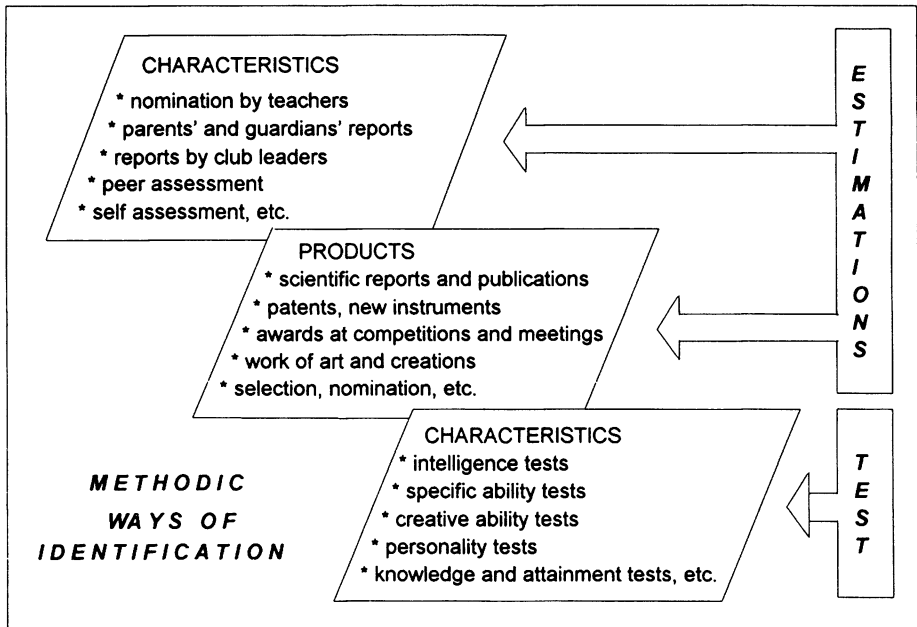 CHARACTERISTICS
* nomination by teachers
* parents' and guardians' reports
* reports by club leaders
* peer assessment
* self assessment, etc.
PRODUCTS
* scientific reports and publications
* patents, new instruments
* awards at competitions and meetings
* work of art and creations
* selection, nomination, etc.
CHARACTERISTICS
* intelligence tests
* specific ability tests
* creative ability tests
* personality tests
* knowledge and attainment tests, etc.
METHODIC
WAYS OF
IDENTIFICATION
ESTIMATIONS
TEST